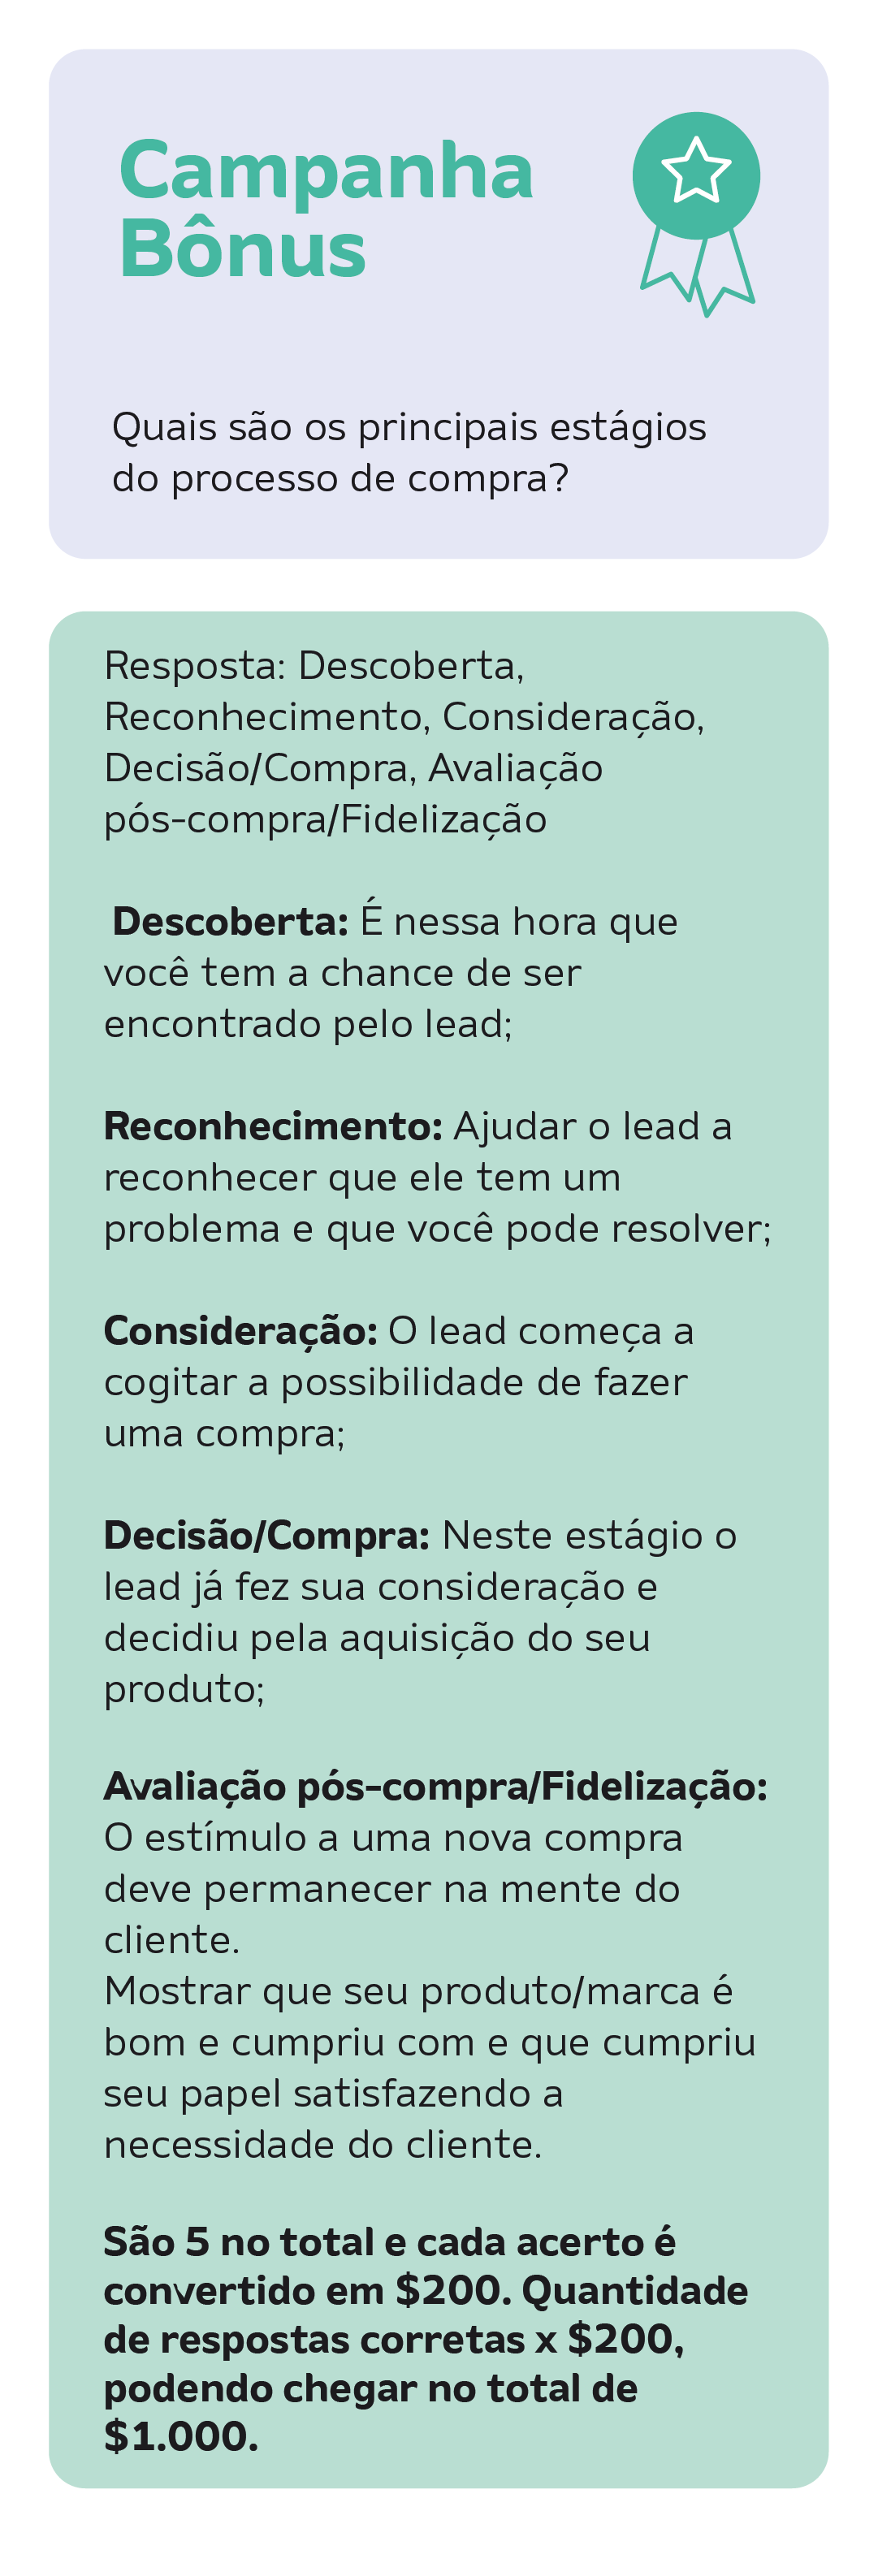 Campanha
Bônus
Quais são os principais estágios
do processo de compra?
Resposta: Descoberta,
Reconhecimento, Consideração,
Decisão/Compra, Avaliação
pós-compra/Fidelização
Descoberta: É nessa hora que
você tem a chance de ser
encontrado pelo lead;
Reconhecimento: Ajudar o lead a
reconhecer que ele tem um
problema e que você pode resolver;
Consideração: O lead começa a
cogitar a possibilidade de fazer
uma compra;
Decisão/Compra: Neste estágio o
lead já fez sua consideração e
decidiu pela aquisição do seu
produto;
Avaliação pós-compra/Fidelização:
O estímulo a uma nova compra
deve permanecer na mente do
cliente.
Mostrar que seu produto/marca é
bom e cumpriu com e que cumpriu
seu papel satisfazendo a
necessidade do cliente.
São 5 no total e cada acerto é
convertido em $200. Quantidade
de respostas corretas x $200,
podendo chegar no total de
$1.000.